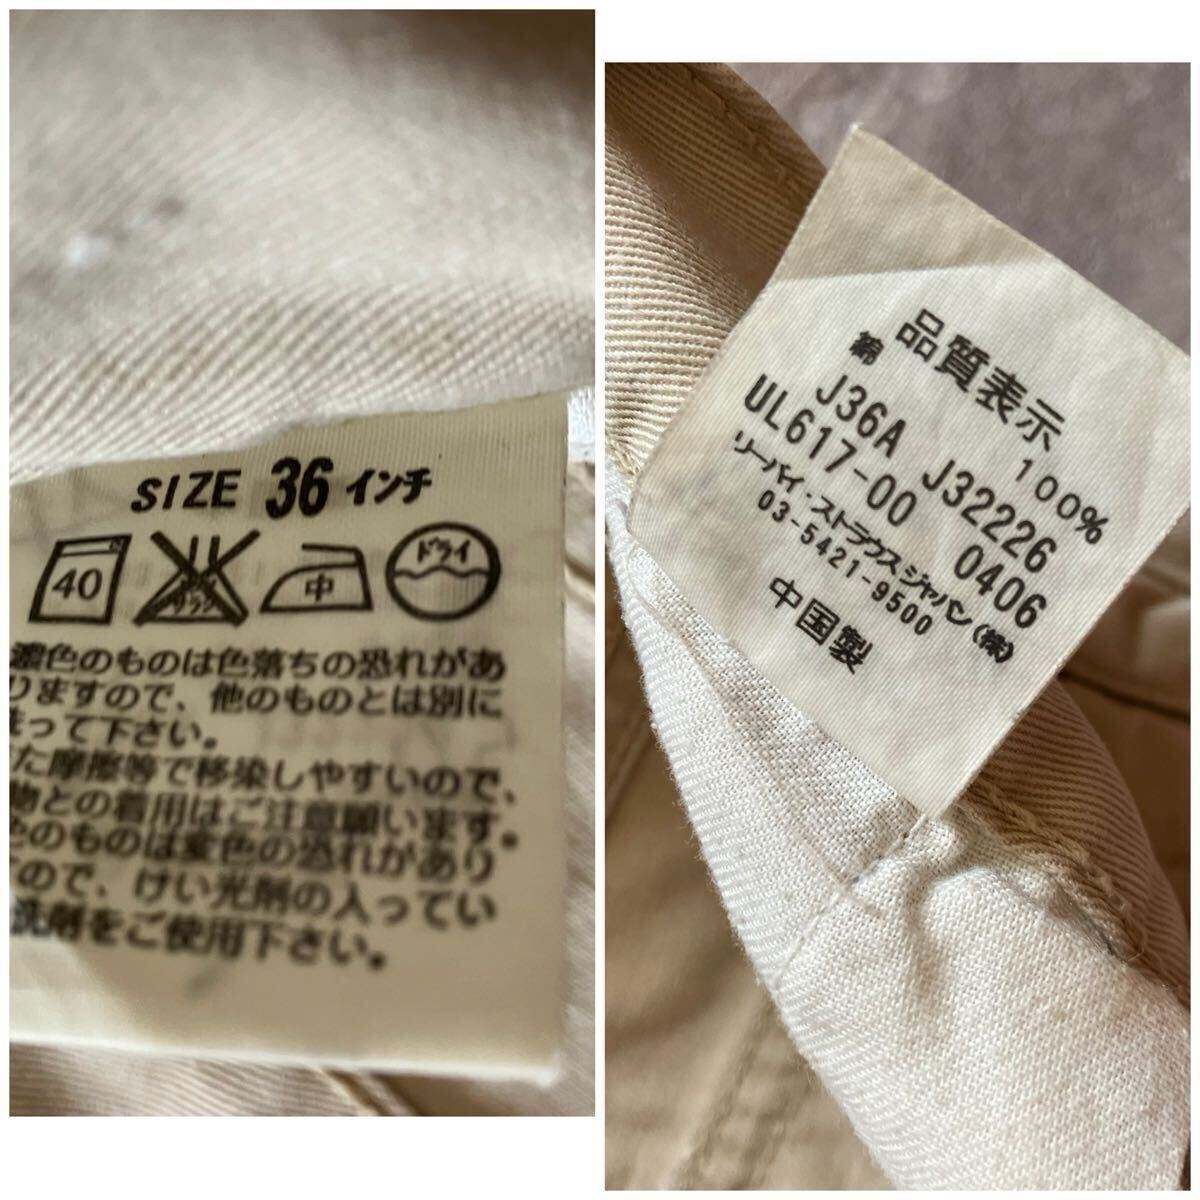 SIZE 36 インチ
40 中 ドライ
濃色のものは色落ちの恐れがあ
りますので、他のものとは別に
洗って下さい。
た摩擦等で移染しやすいので、
物との着用はご注意願います。
のものは変色の恐れがあり
ので、けい光剤の入ってい
洗剤をご使用下さい。
品質表示
綿 100%
J36A J32226
UL617-00 0406
リーバイ・ストラウス ジャパン(株)
03-5421-9500
中国製